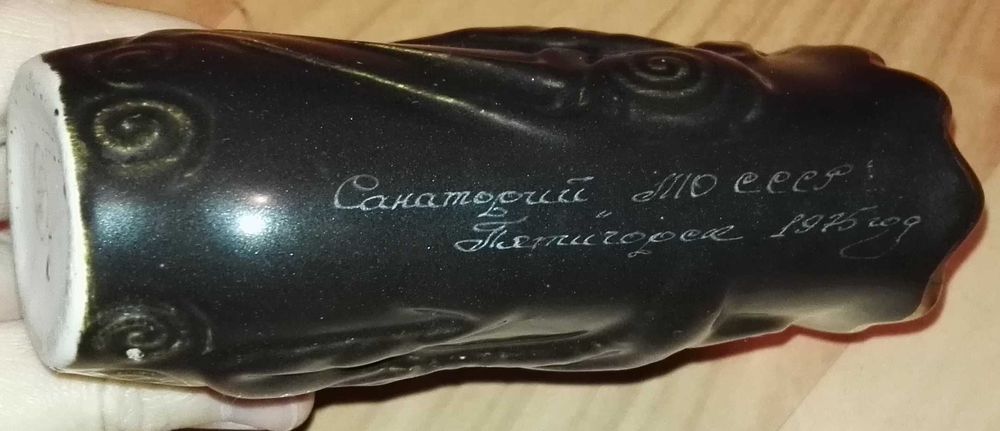 Санаторий МО СССР
"Пятигорск 1975 год